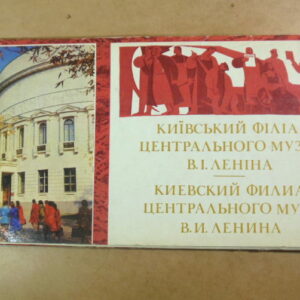 КИЇВСЬКИЙ ФІЛІА
ЦЕНТРАЛЬНОГО МУЗ
В.І.ЛЕНІНА
КИЕВСКИЙ ФИЛИА
ЦЕНТРАЛЬНОГО МУ
В.И.ЛЕНИНА